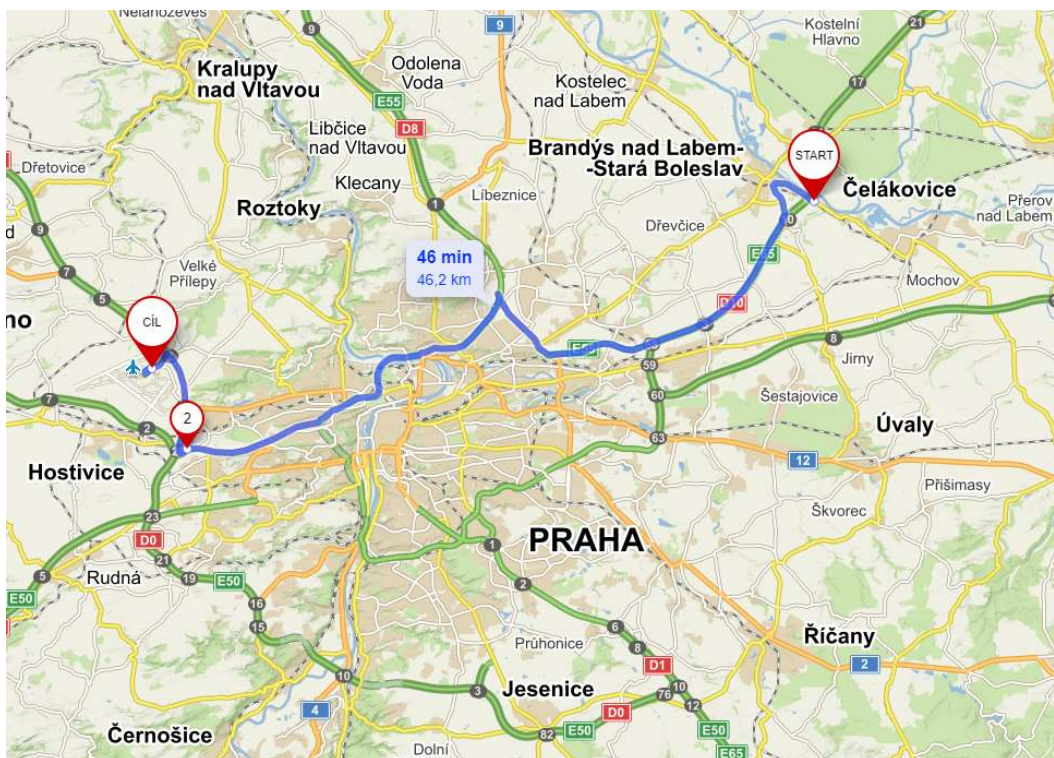 Nelahozeves
9
9
Kostelní
Hlavno
21
Kralupy
nad Vltavou
Odolena
Voda
Kostelec
nad Labem
17
E55
D8
Libčice
nad Vltavou
Brandýs nad Labem-
-Stará Boleslav
START
Dřetovice
Klecany
Líbeznice
Čelákovice
Roztoky
1
Přerov
nad Labem
Dřevčice
9
46 min
46,2 km
Velké
Přílepy
7
5
Mochov
CÍL
no
8
59
Jirny
60
Šestajovice
7
2
2
63
Úvaly
Hostivice
12
Přišimasy
Škvorec
23
D0
PRAHA
1
21
5
Rudná
19
E50
2
E50
16
15
6
Průhonice
8
Říčany
D1
2
10
3
Jesenice
76
10
12
4
D0
Černošice
82
E50
E50
Dolní
E65